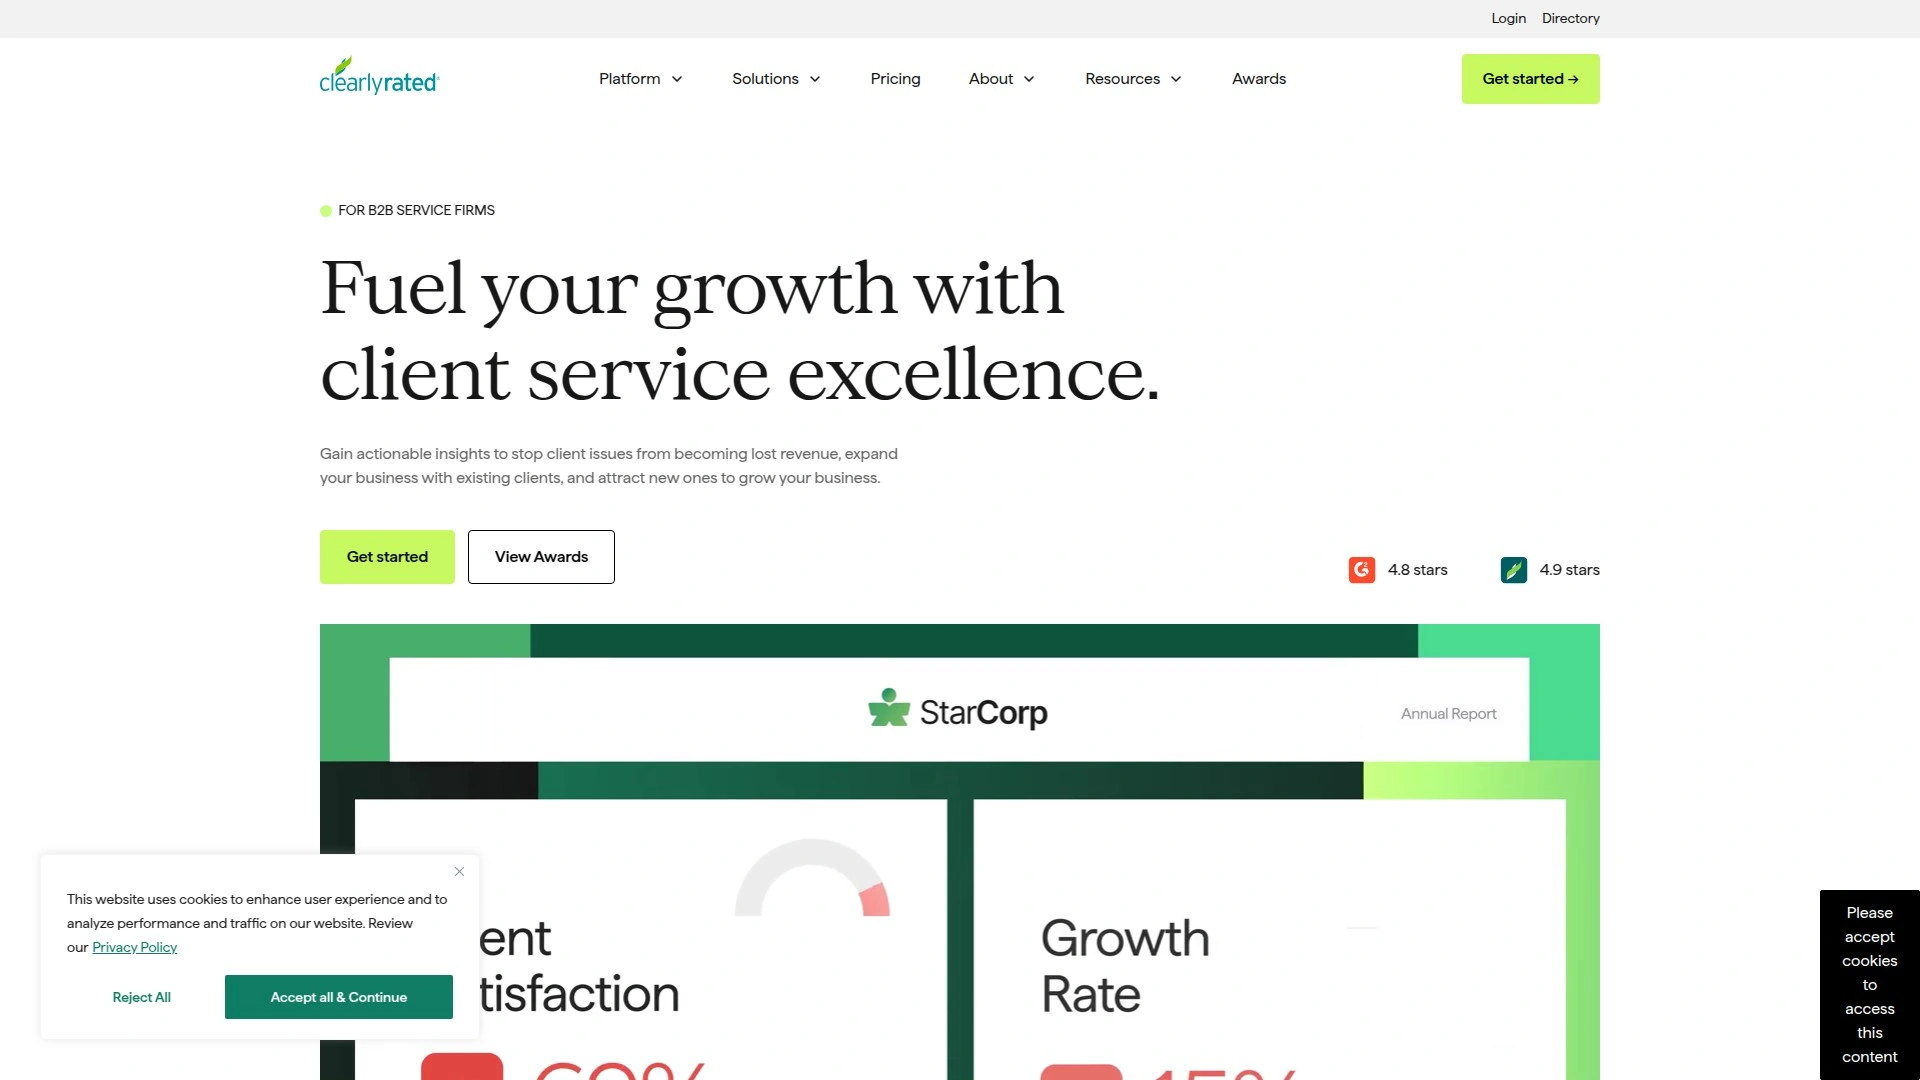 Login Directory
clearlyrated
Platform Solutions Pricing About Resources Awards Get started →
FOR B2B SERVICE FIRMS
Fuel your growth with
client service excellence.
Gain actionable insights to stop client issues from becoming lost revenue, expand
your business with existing clients, and attract new ones to grow your business.
Get started View Awards 4.8 stars 4.9 stars
StarCorp Annual Report
ent
tisfaction
Growth
Rate
This website uses cookies to enhance user experience and to
analyze performance and traffic on our website. Review
our Privacy Policy
Reject All Accept all & Continue
Please
accept
cookies
to
access
this
content